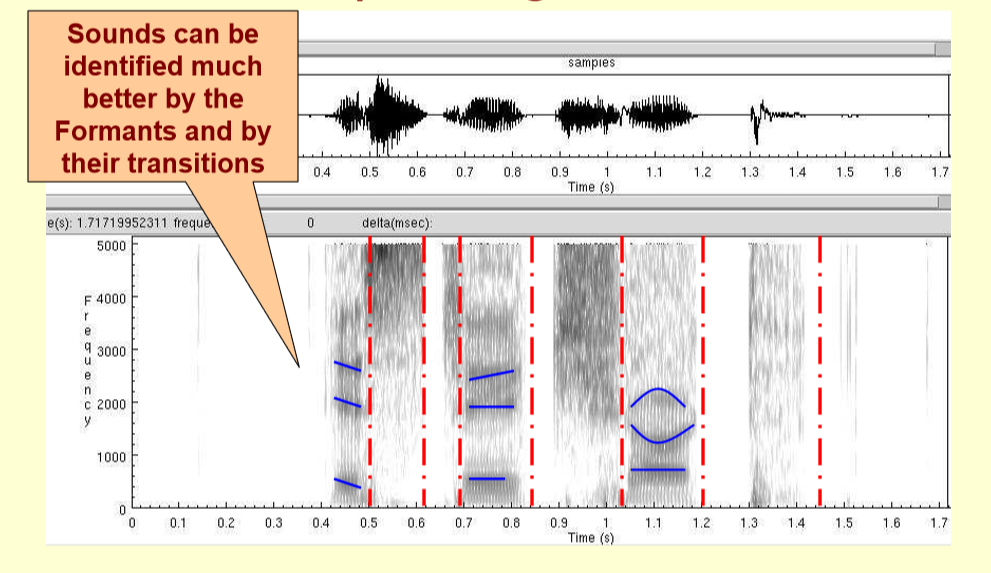 Sounds can be
identified much
better by the
Formants and by
their transitions
samples
0.4 0.5 0.6 0.7 0.8 0.9 1 1.1 1.2 1.3 1.4 1.5 1.6 1.7
Time (s)
e(s): 1.71719952311 freque 0 delta(msec):
5000
4000
3000
2000
1000
0
Frequency
0 0.1 0.2 0.3 0.4 0.5 0.6 0.7 0.8 0.9 1 1.1 1.2 1.3 1.4 1.5 1.6 1.7
Time (s)